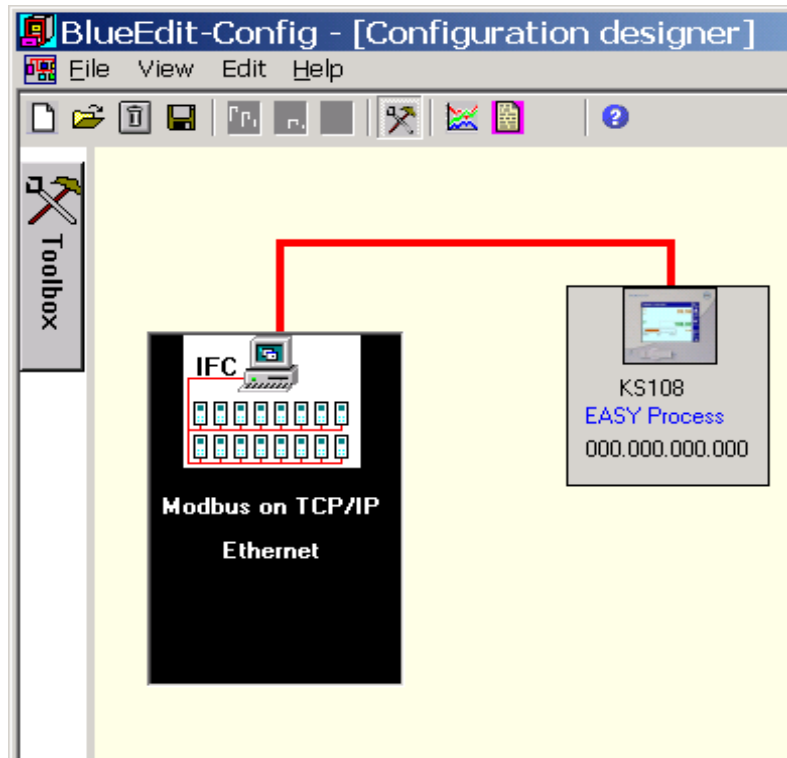 BlueEdit-Config - [Configuration designer]
File View Edit Help
Toolbox
IFC
Modbus on TCP/IP
Ethernet
KS108
EASY Process
000.000.000.000